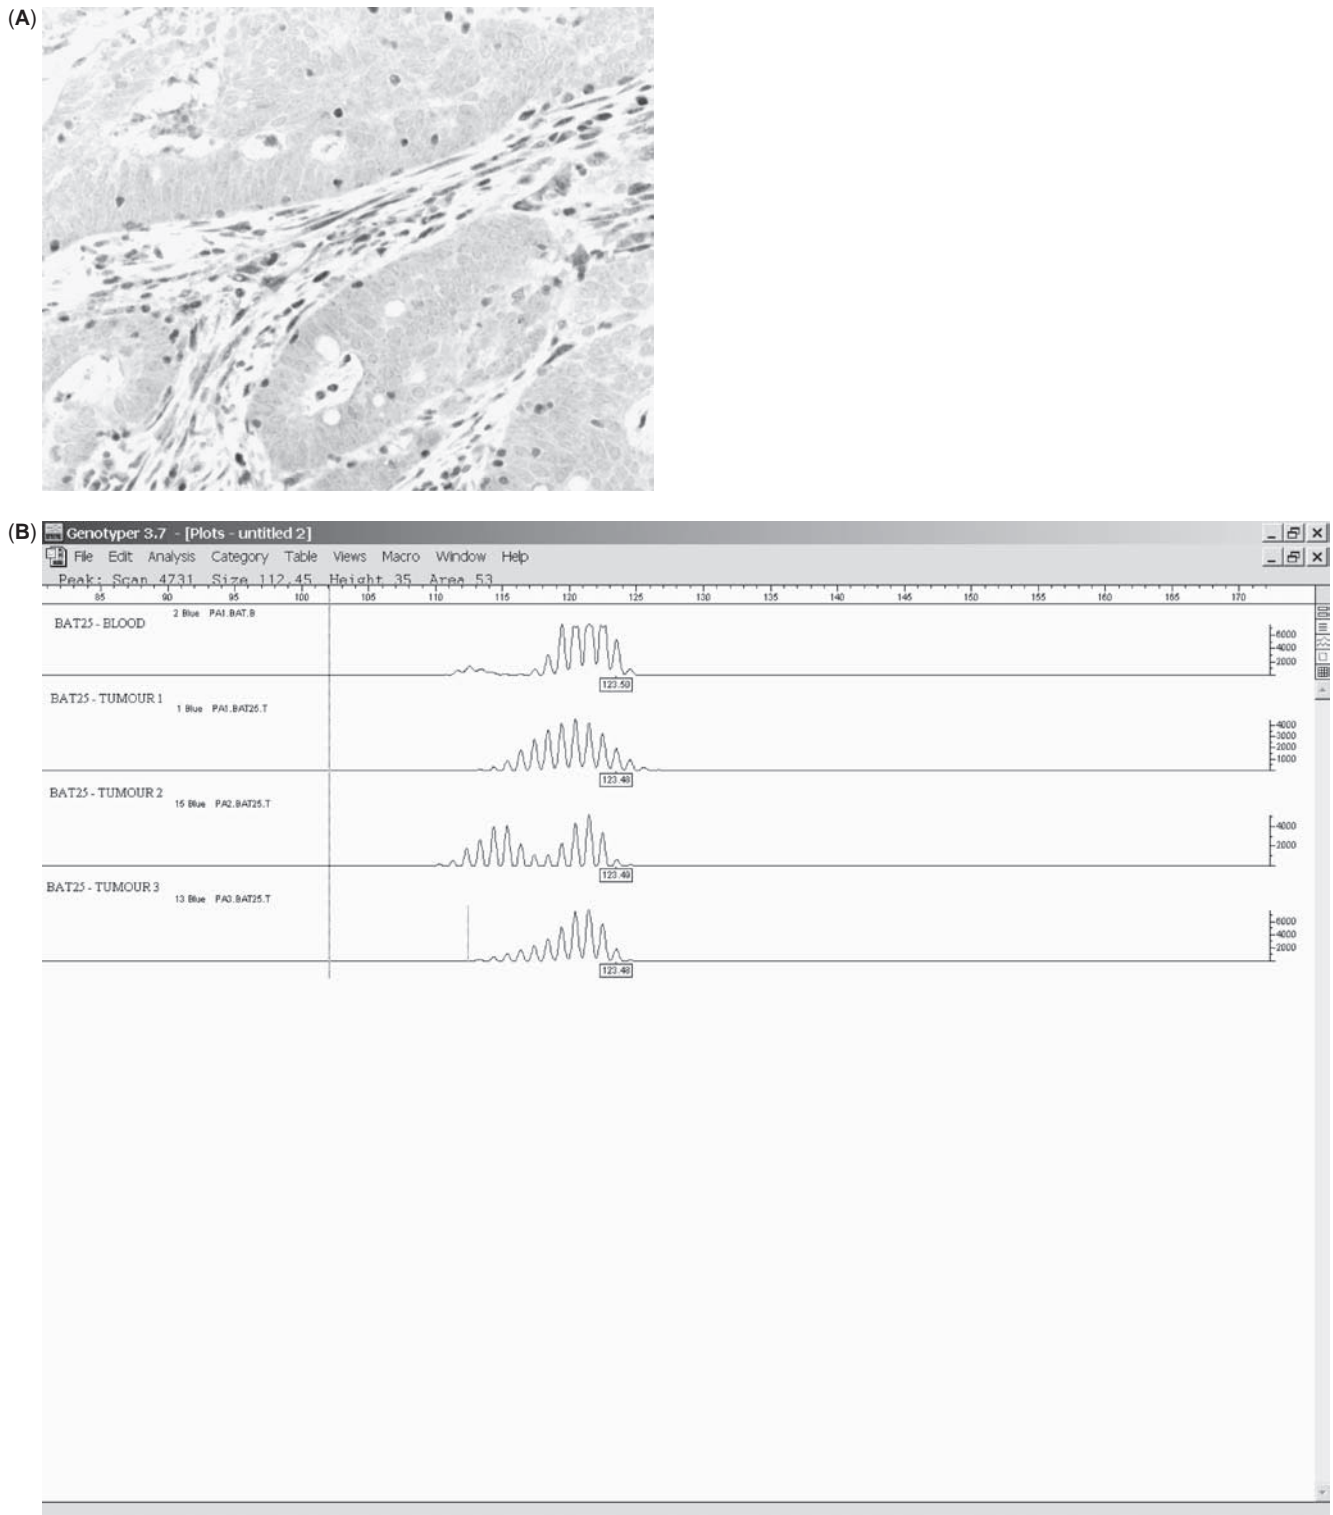 (A)
(B)
Genotyper 3.7 - [Plots - untitled 2]
File Edit Analysis Category Table Views Macro Window Help
Peak: Scan 4731 Size 112.45 Height 35 Area 53
85 90 95 100 105 110 115 120 125 130 135 140 145 150 155 160 165 170
2 Blue PA1.BAT.B
BAT25 - BLOOD
6000
4000
2000
123.50
BAT25 - TUMOUR 1
1 Blue PA1.BAT25.T
4000
3000
2000
1000
123.48
BAT25 - TUMOUR 2
15 Blue PA2.BAT25.T
4000
2000
123.49
BAT25 - TUMOUR 3
13 Blue PA3.BAT25.T
6000
4000
2000
123.48